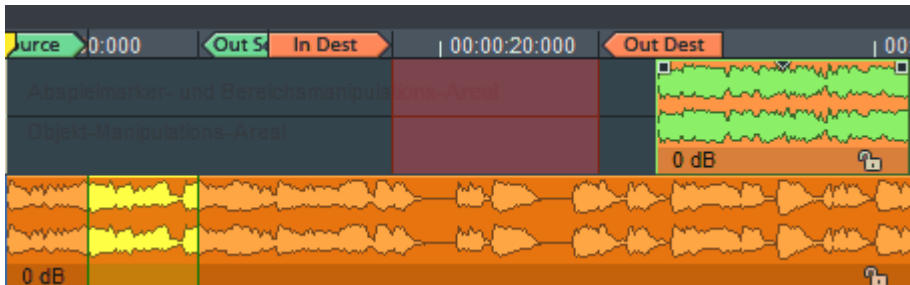 ource 0:000 Out So In Dest 00:00:20:000 Out Dest 00
Abspielmarker- und Bereichsmanipulations-Areal
Objekt-Manipulations-Areal
0 dB
0 dB